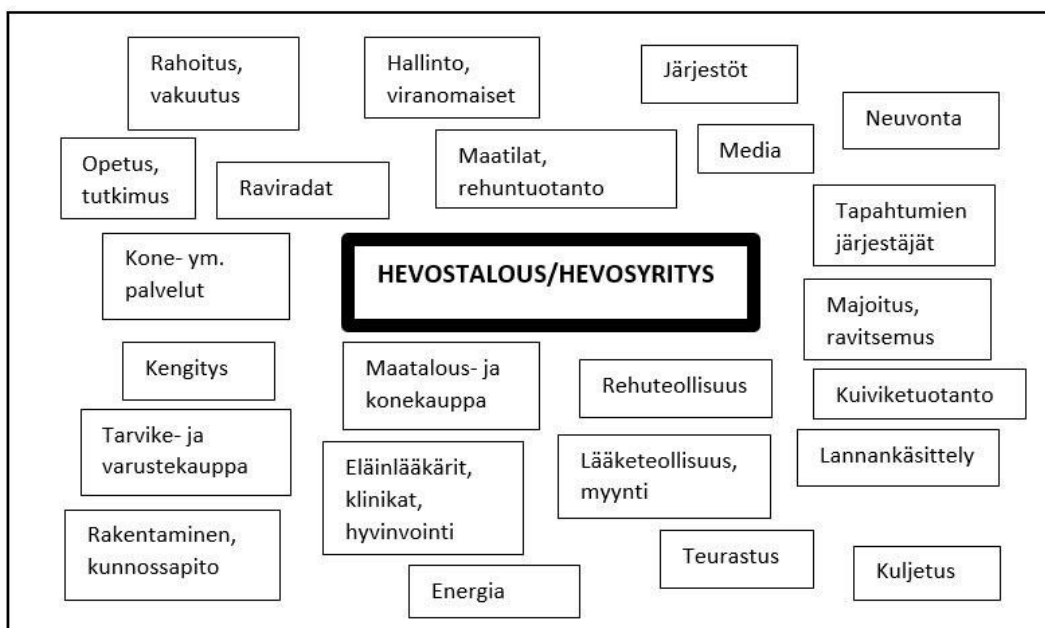 Rahoitus,
vakuutus
Hallinto,
viranomaiset
Järjestöt
Neuvonta
Opetus,
tutkimus
Raviradat
Maatilat,
rehuntuotanto
Media
Tapahtumien
järjestäjät
Kone- ym.
palvelut
HEVOSTALOUS/HEVOSYRITYS
Majoitus,
ravitsemus
Kengitys
Maatalous- ja
konekauppa
Rehuteollisuus
Kuiviketuotanto
Tarvike- ja
varustekauppa
Eläinlääkärit,
klinikat,
hyvinvointi
Lääketeollisuus,
myynti
Lannankäsittely
Rakentaminen,
kunnossapito
Teurastus
Kuljetus
Energia